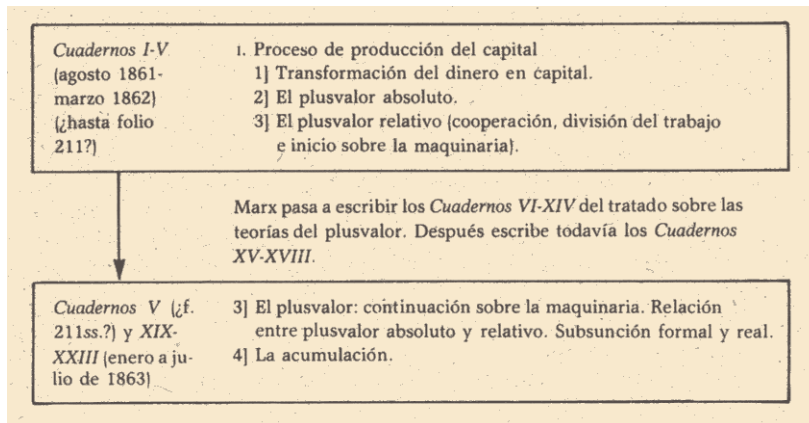 Cuadernos I-V
(agosto 1861-
marzo 1862)
(¿hasta folio
211?)
I. Proceso de producción del capital
1] Transformación del dinero en capital.
2] El plusvalor absoluto.
3] El plusvalor relativo (cooperación, división del trabajo
e inicio sobre la maquinaria).
Marx pasa a escribir los Cuadernos VI-XIV del tratado sobre las
teorías del plusvalor. Después escribe todavía los Cuadernos
XV-XVIII.
Cuadernos V (¿f.
211ss.?) y XIX-
XXIII (enero a ju-
lio de 1863)
3] El plusvalor: continuación sobre la maquinaria. Relación
entre plusvalor absoluto y relativo. Subsunción formal y real.
4] La acumulación.